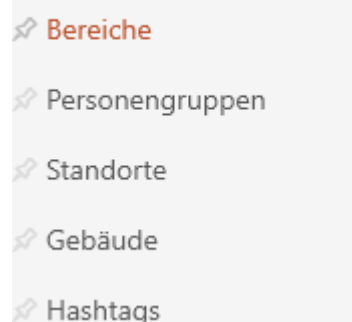 Bereiche
Personengruppen
Standorte
Gebäude
Hashtags